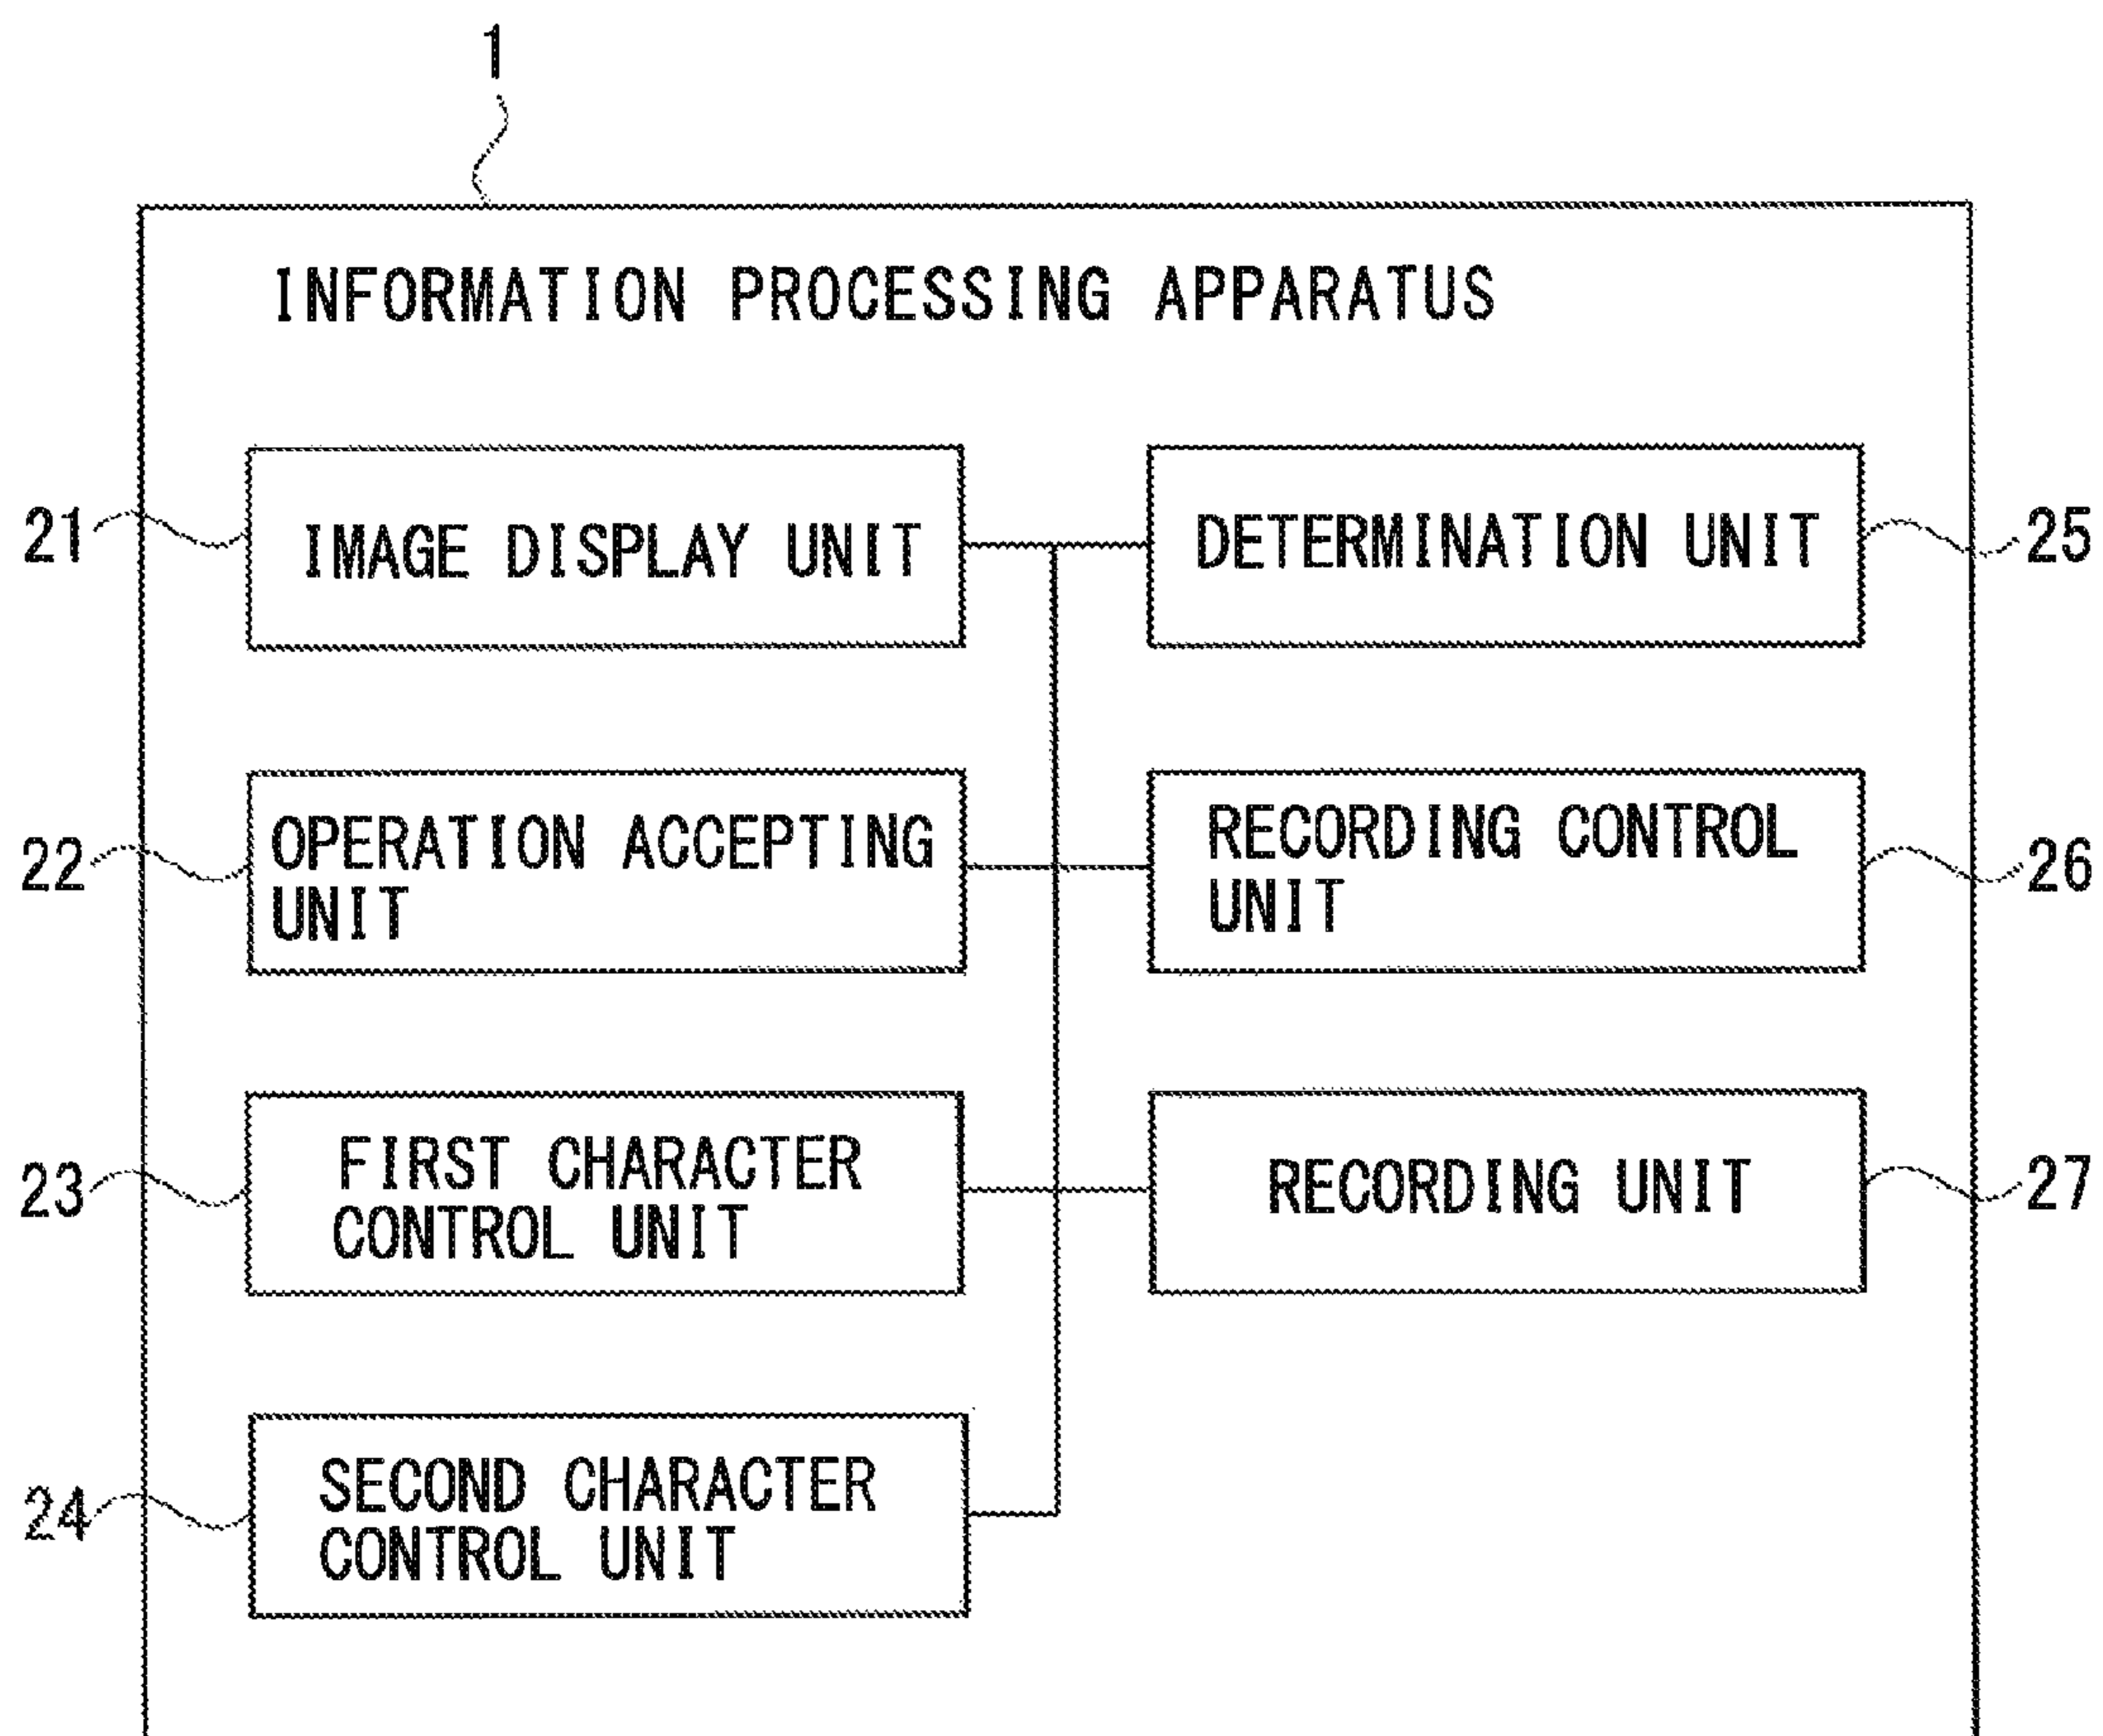 1
INFORMATION PROCESSING APPARATUS
21
IMAGE DISPLAY UNIT
DETERMINATION UNIT
25
22
OPERATION ACCEPTING
UNIT
RECORDING CONTROL
UNIT
26
23
FIRST CHARACTER
CONTROL UNIT
RECORDING UNIT
27
24
SECOND CHARACTER
CONTROL UNIT